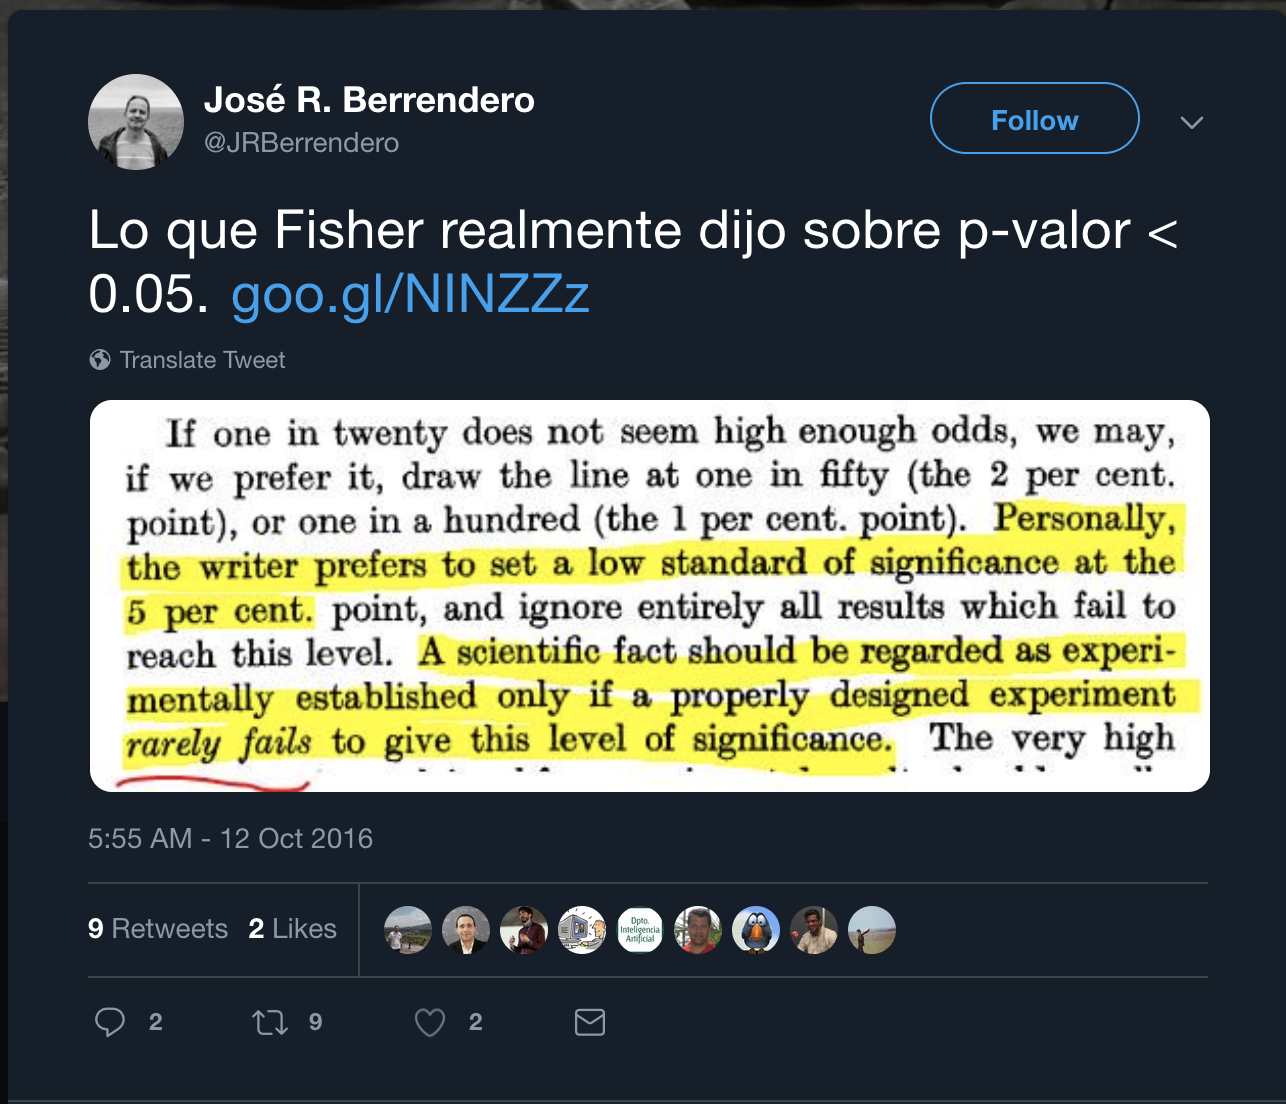 José R. Berrendero
@JRBerrendero
Follow
Lo que Fisher realmente dijo sobre p-valor <
0.05. goo.gl/NINZZz
Translate Tweet
If one in twenty does not seem high enough odds, we may,
if we prefer it, draw the line at one in fifty (the 2 per cent.
point), or one in a hundred (the 1 per cent. point). Personally,
the writer prefers to set a low standard of significance at the
5 per cent. point, and ignore entirely all results which fail to
reach this level. A scientific fact should be regarded as experi-
mentally established only if a properly designed experiment
rarely fails to give this level of significance. The very high
5:55 AM - 12 Oct 2016
9 Retweets 2 Likes
Dpto.
Inteligencia
Artificial
2 9 2